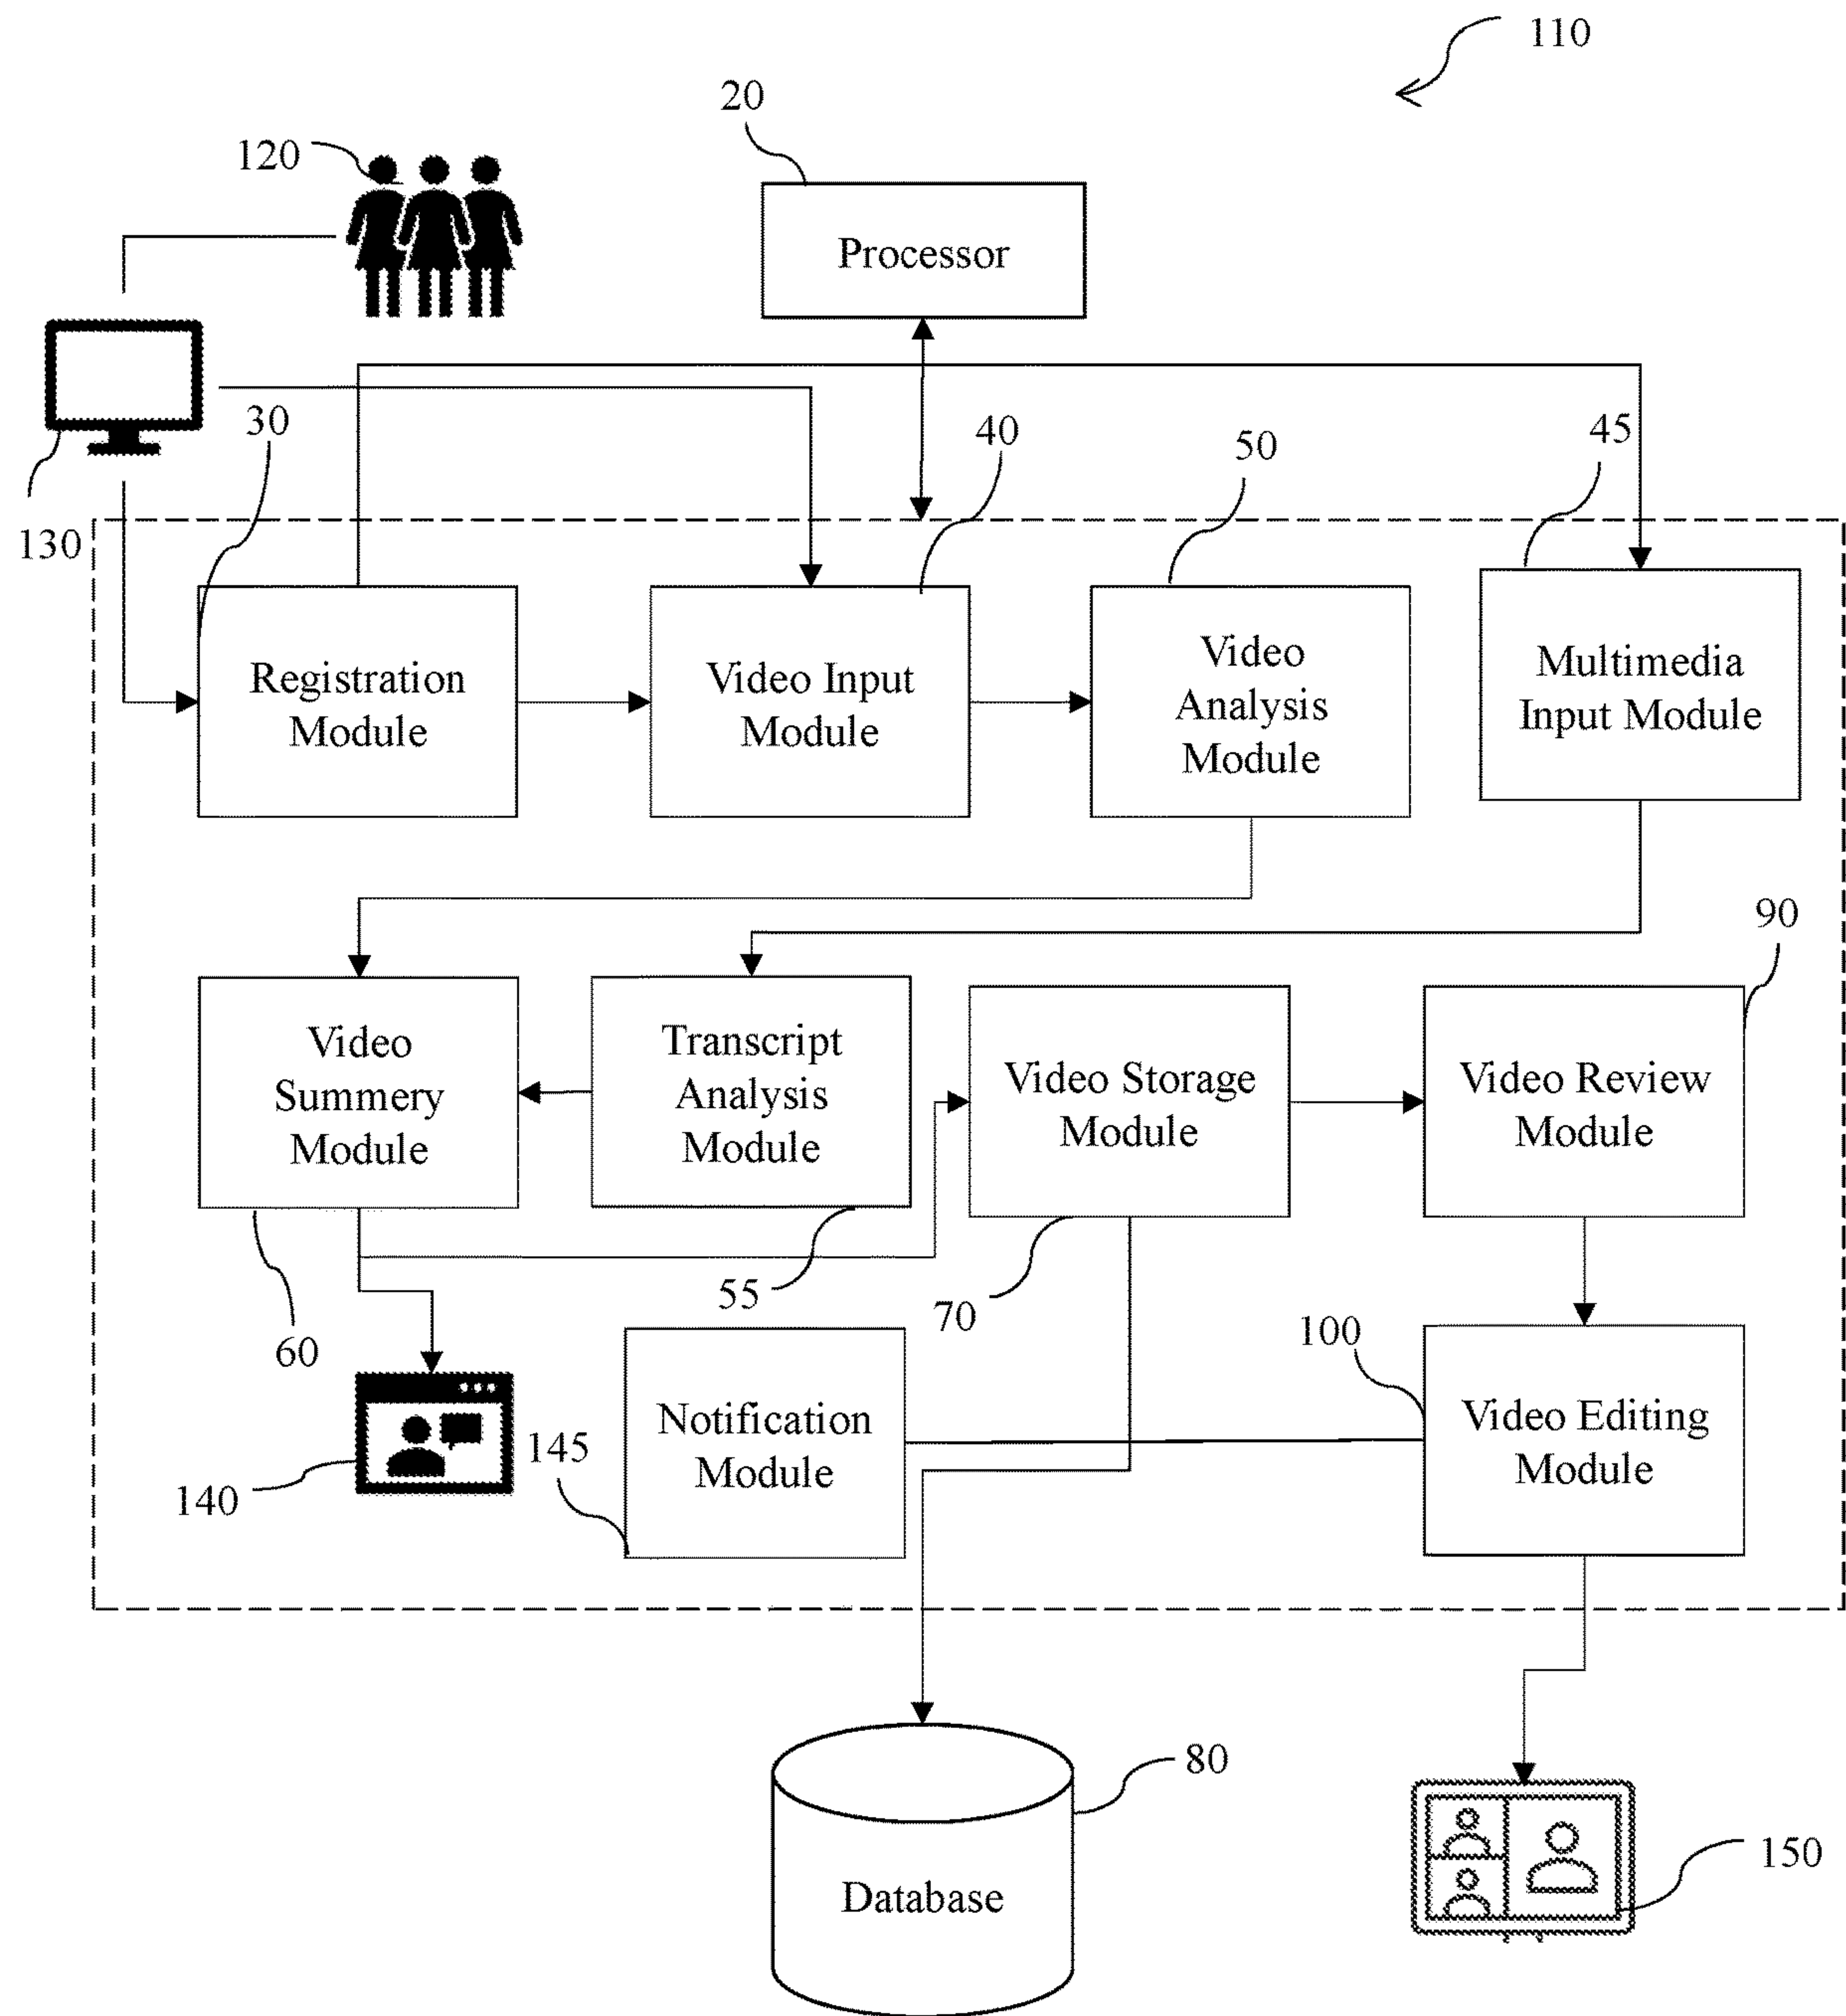 110
20
120
Processor
30
40
50
45
130
Registration
Module
Video Input
Module
Video
Analysis
Module
Multimedia
Input Module
90
Video
Summery
Module
Transcript
Analysis
Module
Video Storage
Module
Video Review
Module
60
55
70
100
140
145
Notification
Module
Video Editing
Module
80
150
Database